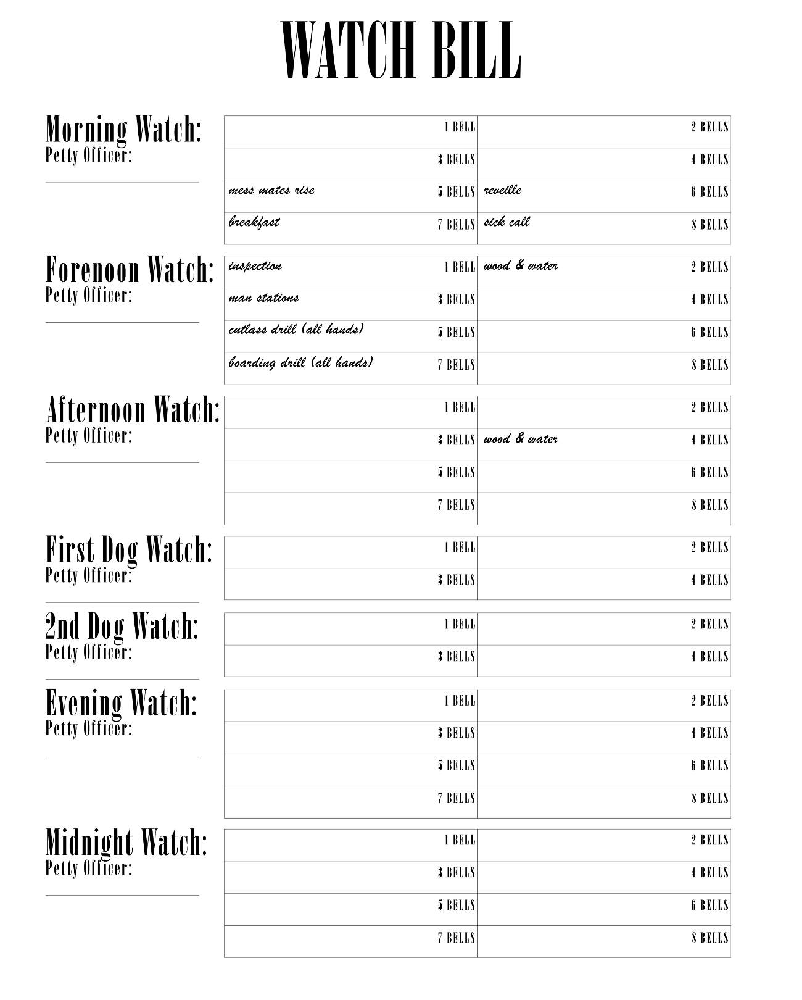 WATCH BILL
Morning Watch:
Petty Officer:
1 BELL
2 BELLS
3 BELLS
4 BELLS
mess mates rise 5 BELLS
reveille 6 BELLS
breakfast 7 BELLS
sick call 8 BELLS
Forenoon Watch:
Petty Officer:
inspection 1 BELL
wood & water 2 BELLS
man stations 3 BELLS
4 BELLS
cutlass drill (all hands) 5 BELLS
6 BELLS
boarding drill (all hands) 7 BELLS
8 BELLS
Afternoon Watch:
Petty Officer:
1 BELL
2 BELLS
3 BELLS
wood & water 4 BELLS
5 BELLS
6 BELLS
7 BELLS
8 BELLS
First Dog Watch:
Petty Officer:
1 BELL
2 BELLS
3 BELLS
4 BELLS
2nd Dog Watch:
Petty Officer:
1 BELL
2 BELLS
3 BELLS
4 BELLS
Evening Watch:
Petty Officer:
1 BELL
2 BELLS
3 BELLS
4 BELLS
5 BELLS
6 BELLS
7 BELLS
8 BELLS
Midnight Watch:
Petty Officer:
1 BELL
2 BELLS
3 BELLS
4 BELLS
5 BELLS
6 BELLS
7 BELLS
8 BELLS